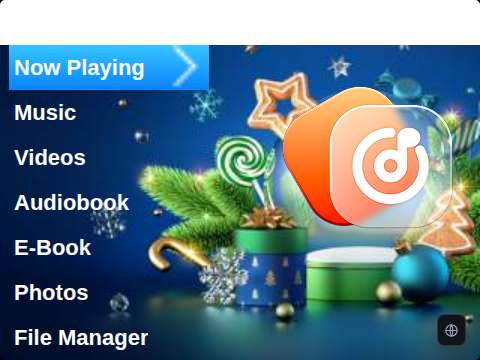 Now Playing
Music
Videos
Audiobook
E-Book
Photos
File Manager